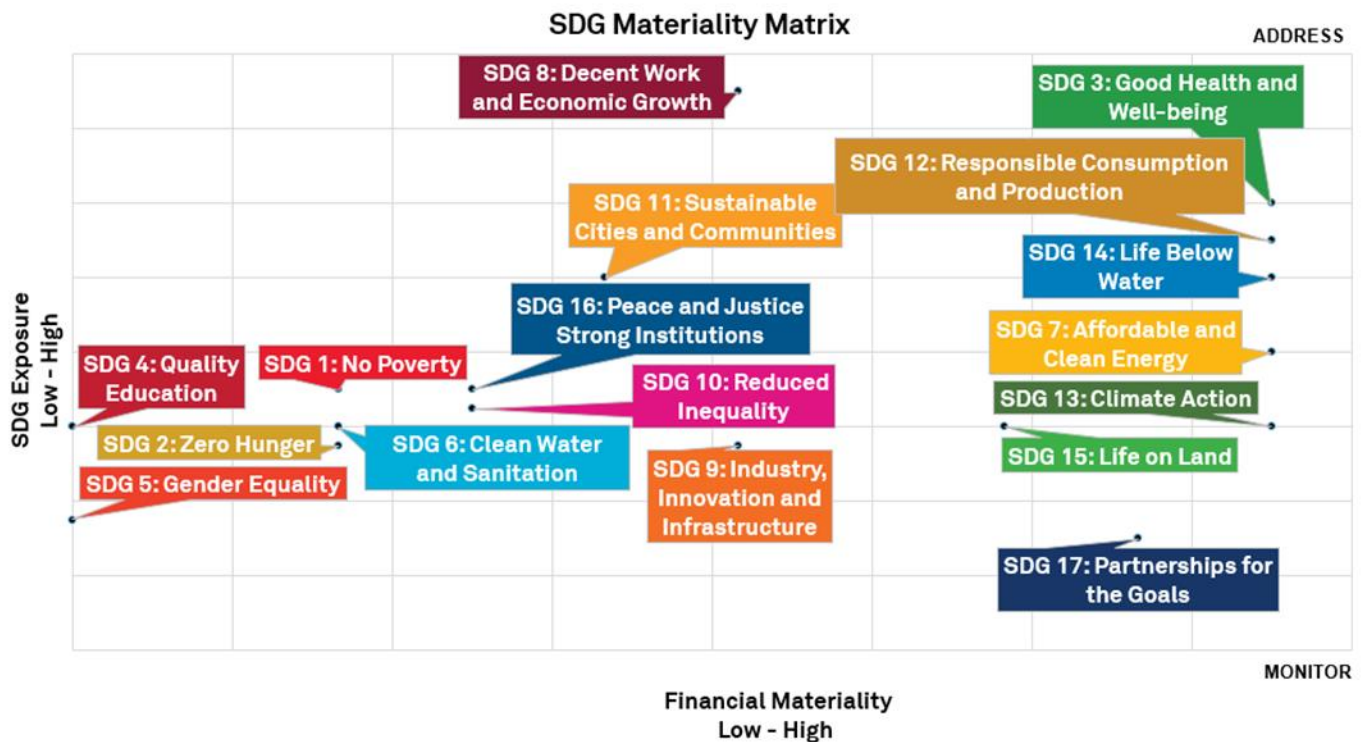 SDG Materiality Matrix
ADDRESS
SDG 8: Decent Work
and Economic Growth
SDG 3: Good Health and
Well-being
SDG 12: Responsible Consumption
and Production
SDG 11: Sustainable
Cities and Communities
SDG 14: Life Below
Water
SDG 16: Peace and Justice
Strong Institutions
SDG 7: Affordable and
Clean Energy
SDG 4: Quality
Education
SDG 1: No Poverty
SDG 10: Reduced
Inequality
SDG 13: Climate Action
SDG 2: Zero Hunger
SDG 6: Clean Water
and Sanitation
SDG 15: Life on Land
SDG 5: Gender Equality
SDG 9: Industry,
Innovation and
Infrastructure
SDG 17: Partnerships for
the Goals
SDG Exposure
Low - High
MONITOR
Financial Materiality
Low - High